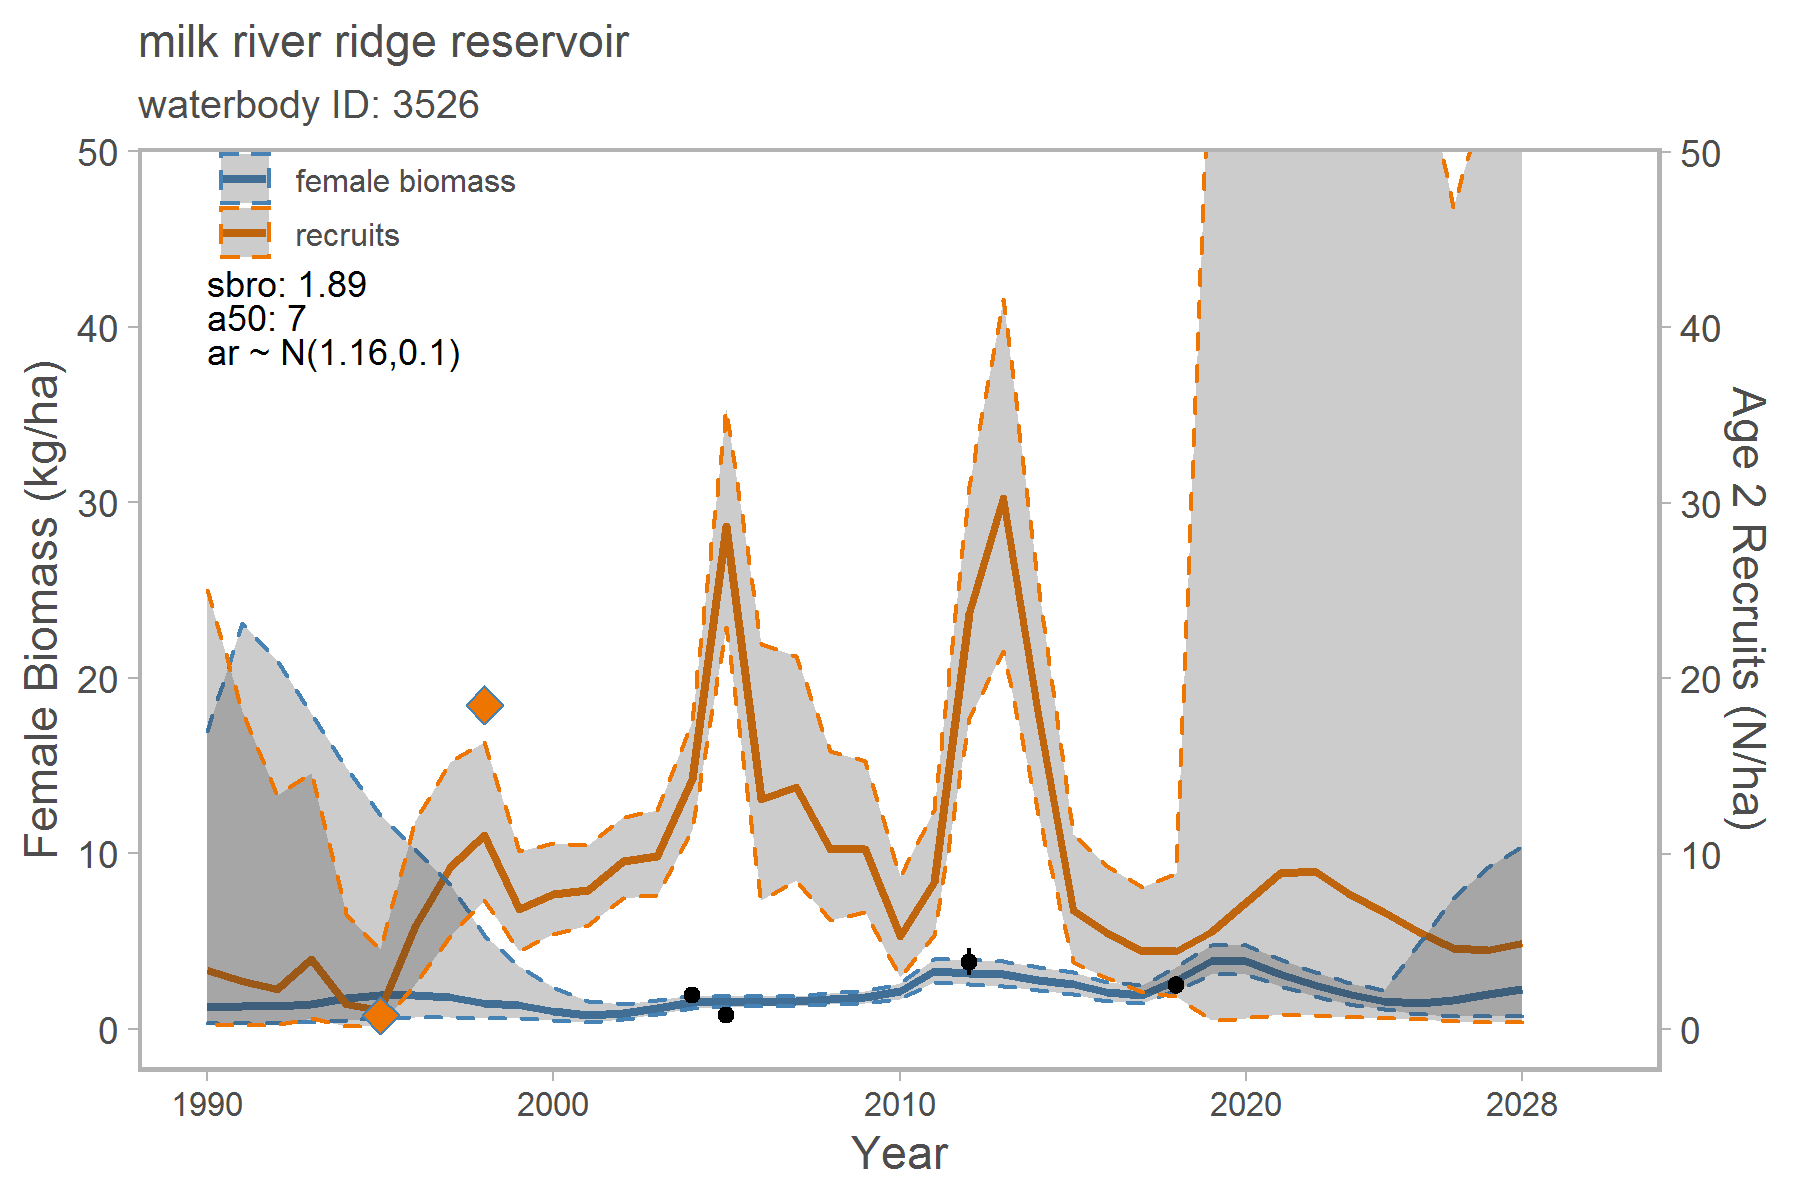 milk river ridge reservoir
waterbody ID: 3526
female biomass
recruits
sbro: 1.89
a50: 7
ar ~ N(1.16,0.1)
50
40
30
20
10
0
Female Biomass (kg/ha)
50
40
30
20
10
0
Age 2 Recruits (N/ha)
1990
2000
2010
2020
2028
Year